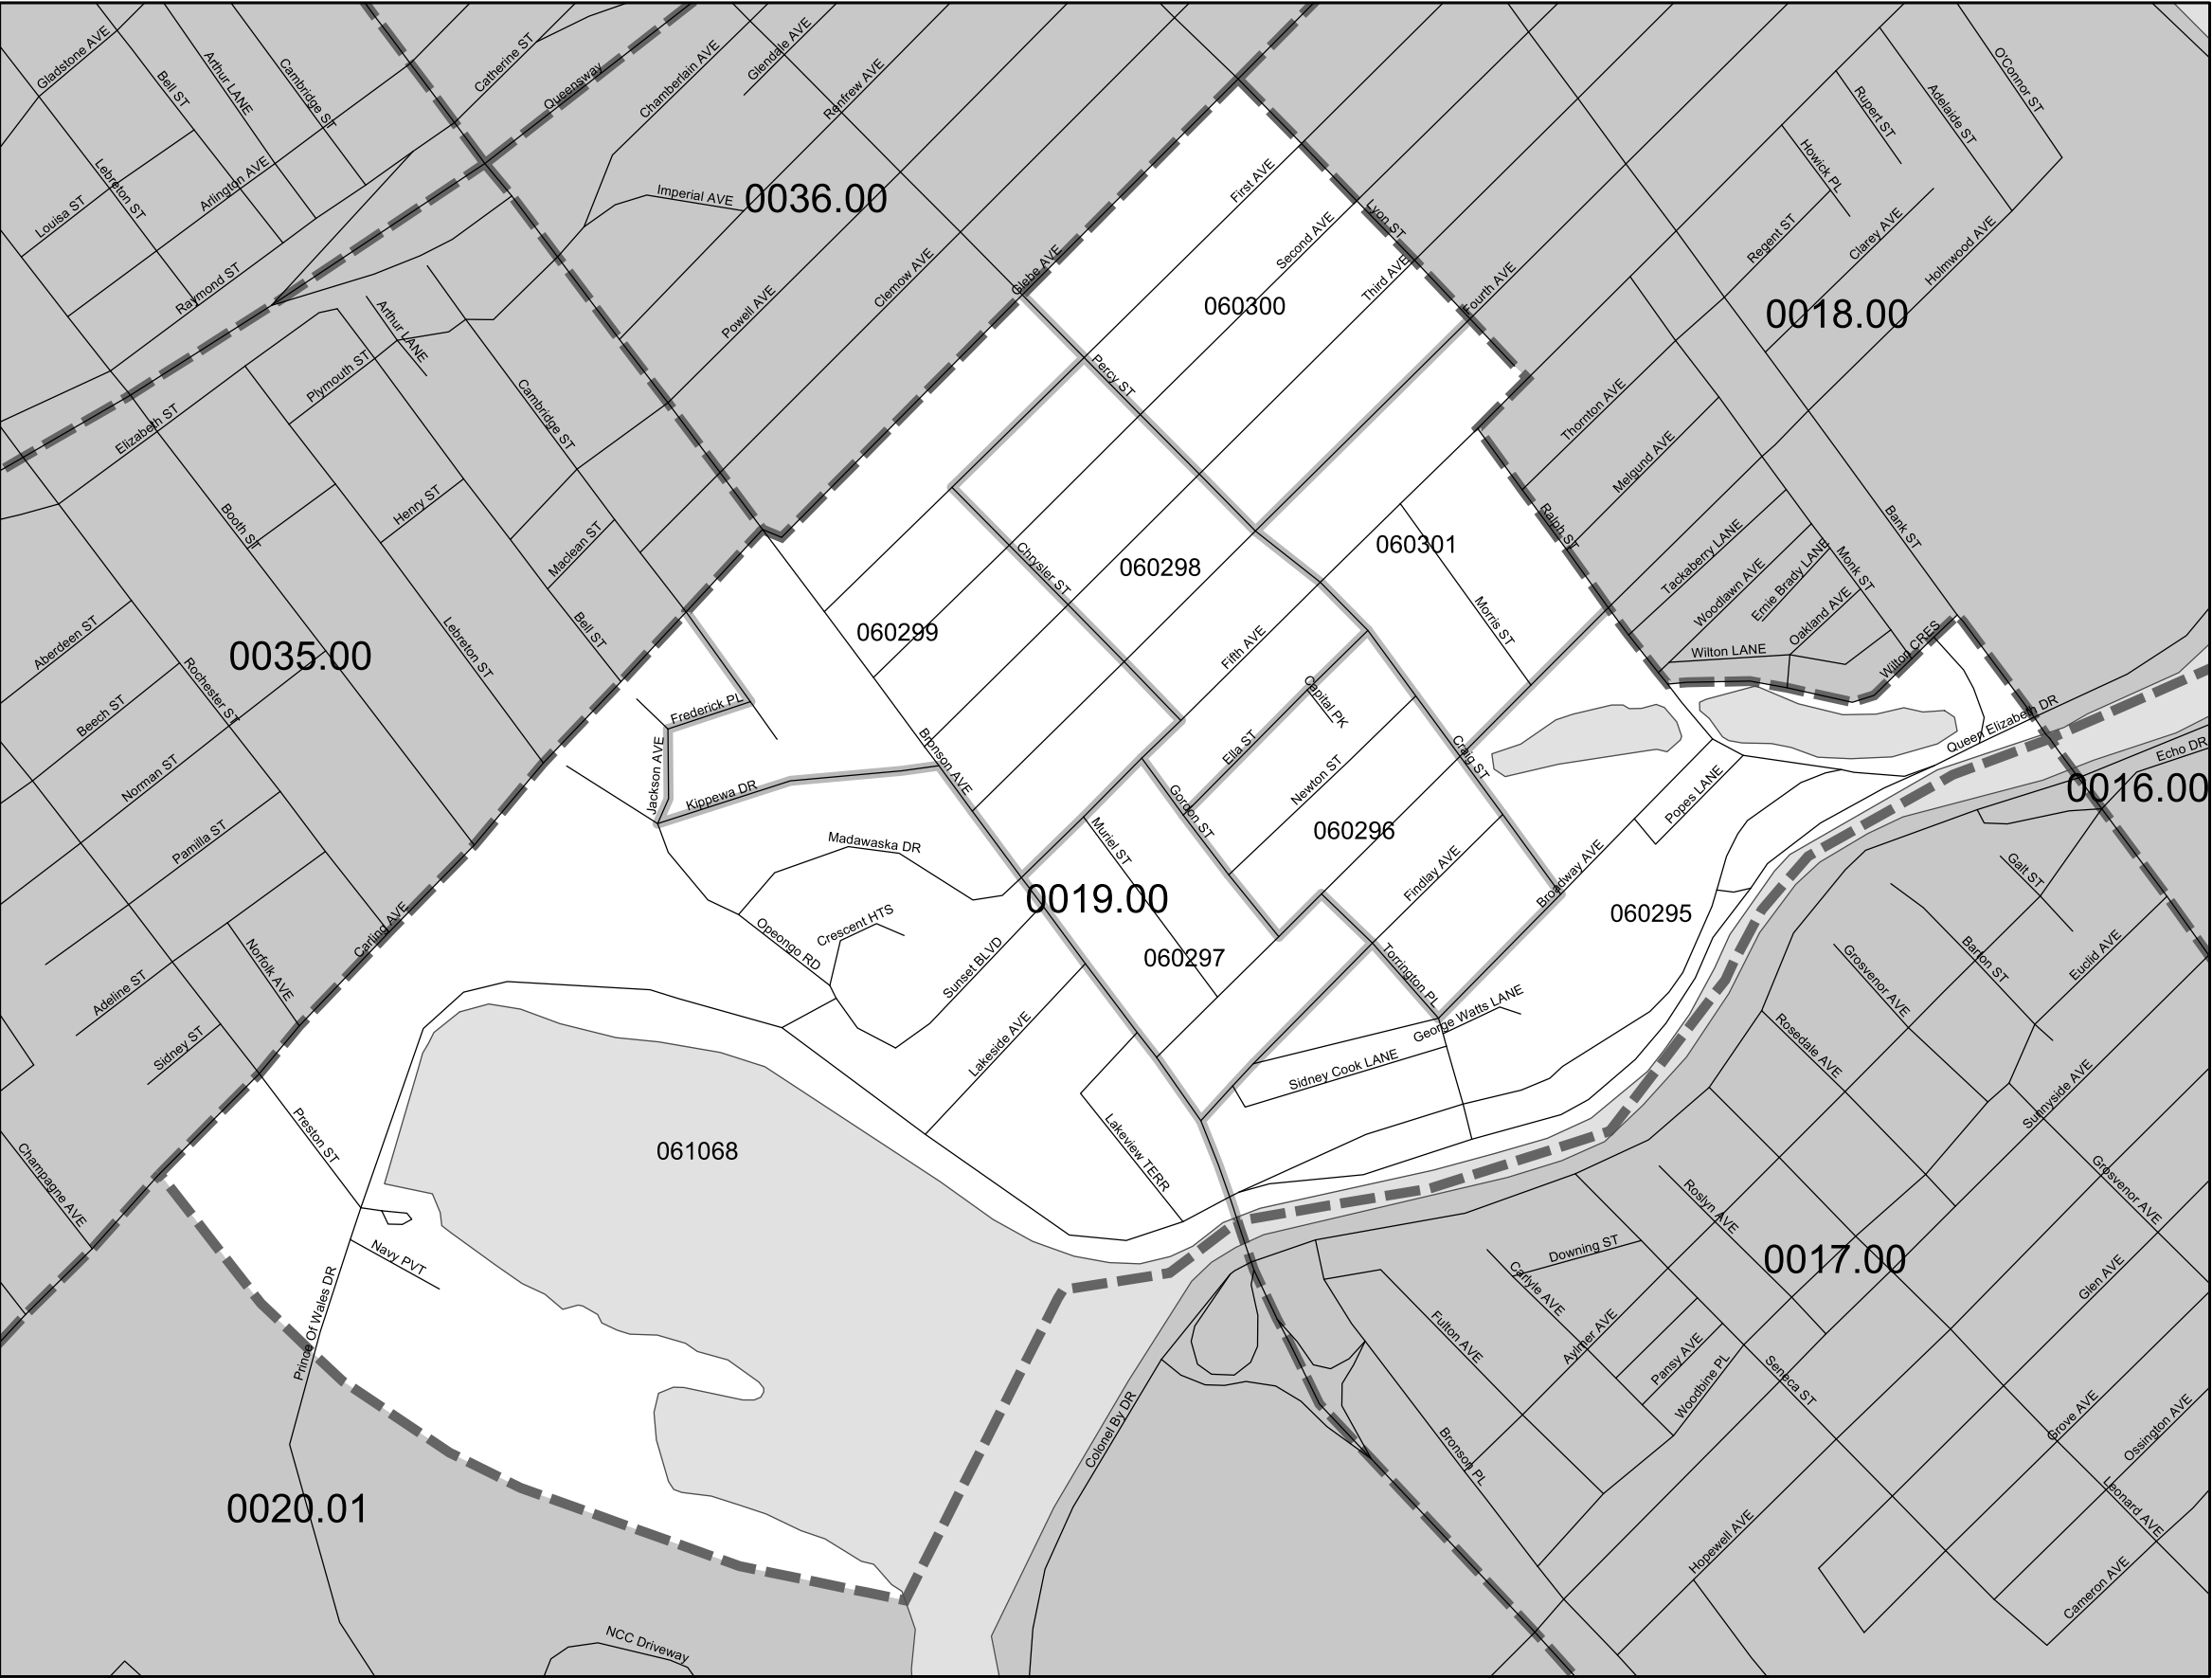 Gladstone AVE
Bell ST
Arthur LANE
Cambridge ST
Catherine ST
Queensway
Chamberlain AVE
Glendale AVE
Renfrew AVE
O'Connor ST
Rupert ST
Adelaide ST
Howick PL
Lebreton ST
Louisa ST
Arlington AVE
Imperial AVE
0036.00
First AVE
Second AVE
Lyon ST
Third AVE
Fourth AVE
Regent ST
Clarey AVE
Holmwood AVE
Raymond ST
Arthur LANE
Powell AVE
Clemow AVE
Glebe AVE
060300
0018.00
Plymouth ST
Elizabeth ST
Cambridge ST
Percy ST
Thornton AVE
Melgund AVE
Booth ST
Henry ST
Maclean ST
Chrysler ST
060298
060301
Ralph ST
Bank ST
Tackaberry LANE
Woodlawn AVE
Ernie Brady LANE
Monk ST
Oakland AVE
Wilton LANE
Wilton CRES
Aberdeen ST
0035.00
Lebreton ST
Bell ST
060299
Fifth AVE
Morris ST
Beech ST
Rochester ST
Frederick PL
Jackson AVE
Kippewa DR
Bronson AVE
Capital PK
Ella ST
Newton ST
Craig ST
Queen Elizabeth DR
Echo DR
0016.00
Norman ST
Pamilla ST
Madawaska DR
Muriel ST
Gordon ST
060296
Popes LANE
Findlay AVE
Broadway AVE
Galt ST
Carling AVE
Crescent HTS
Opeongo RD
Sunset BLVD
0019.00
060297
Torrington PL
060295
Barton ST
Euclid AVE
Grosvenor AVE
Norfolk AVE
Adeline ST
Sidney ST
Lakeside AVE
George Watts LANE
Sidney Cook LANE
Rosedale AVE
Sunnyside AVE
Preston ST
Champagne AVE
061068
Lakeview TERR
Roslyn AVE
Grosvenor AVE
Navy PVT
Prince Of Wales DR
Downing ST
Carlyle AVE
0017.00
Glen AVE
Fulton AVE
Aylmer AVE
Pansy AVE
Woodbine PL
Seneca ST
Colonel By DR
Bronson PL
Grove AVE
Ossington AVE
0020.01
Hopewell AVE
Leonard AVE
Cameron AVE
NCC Driveway